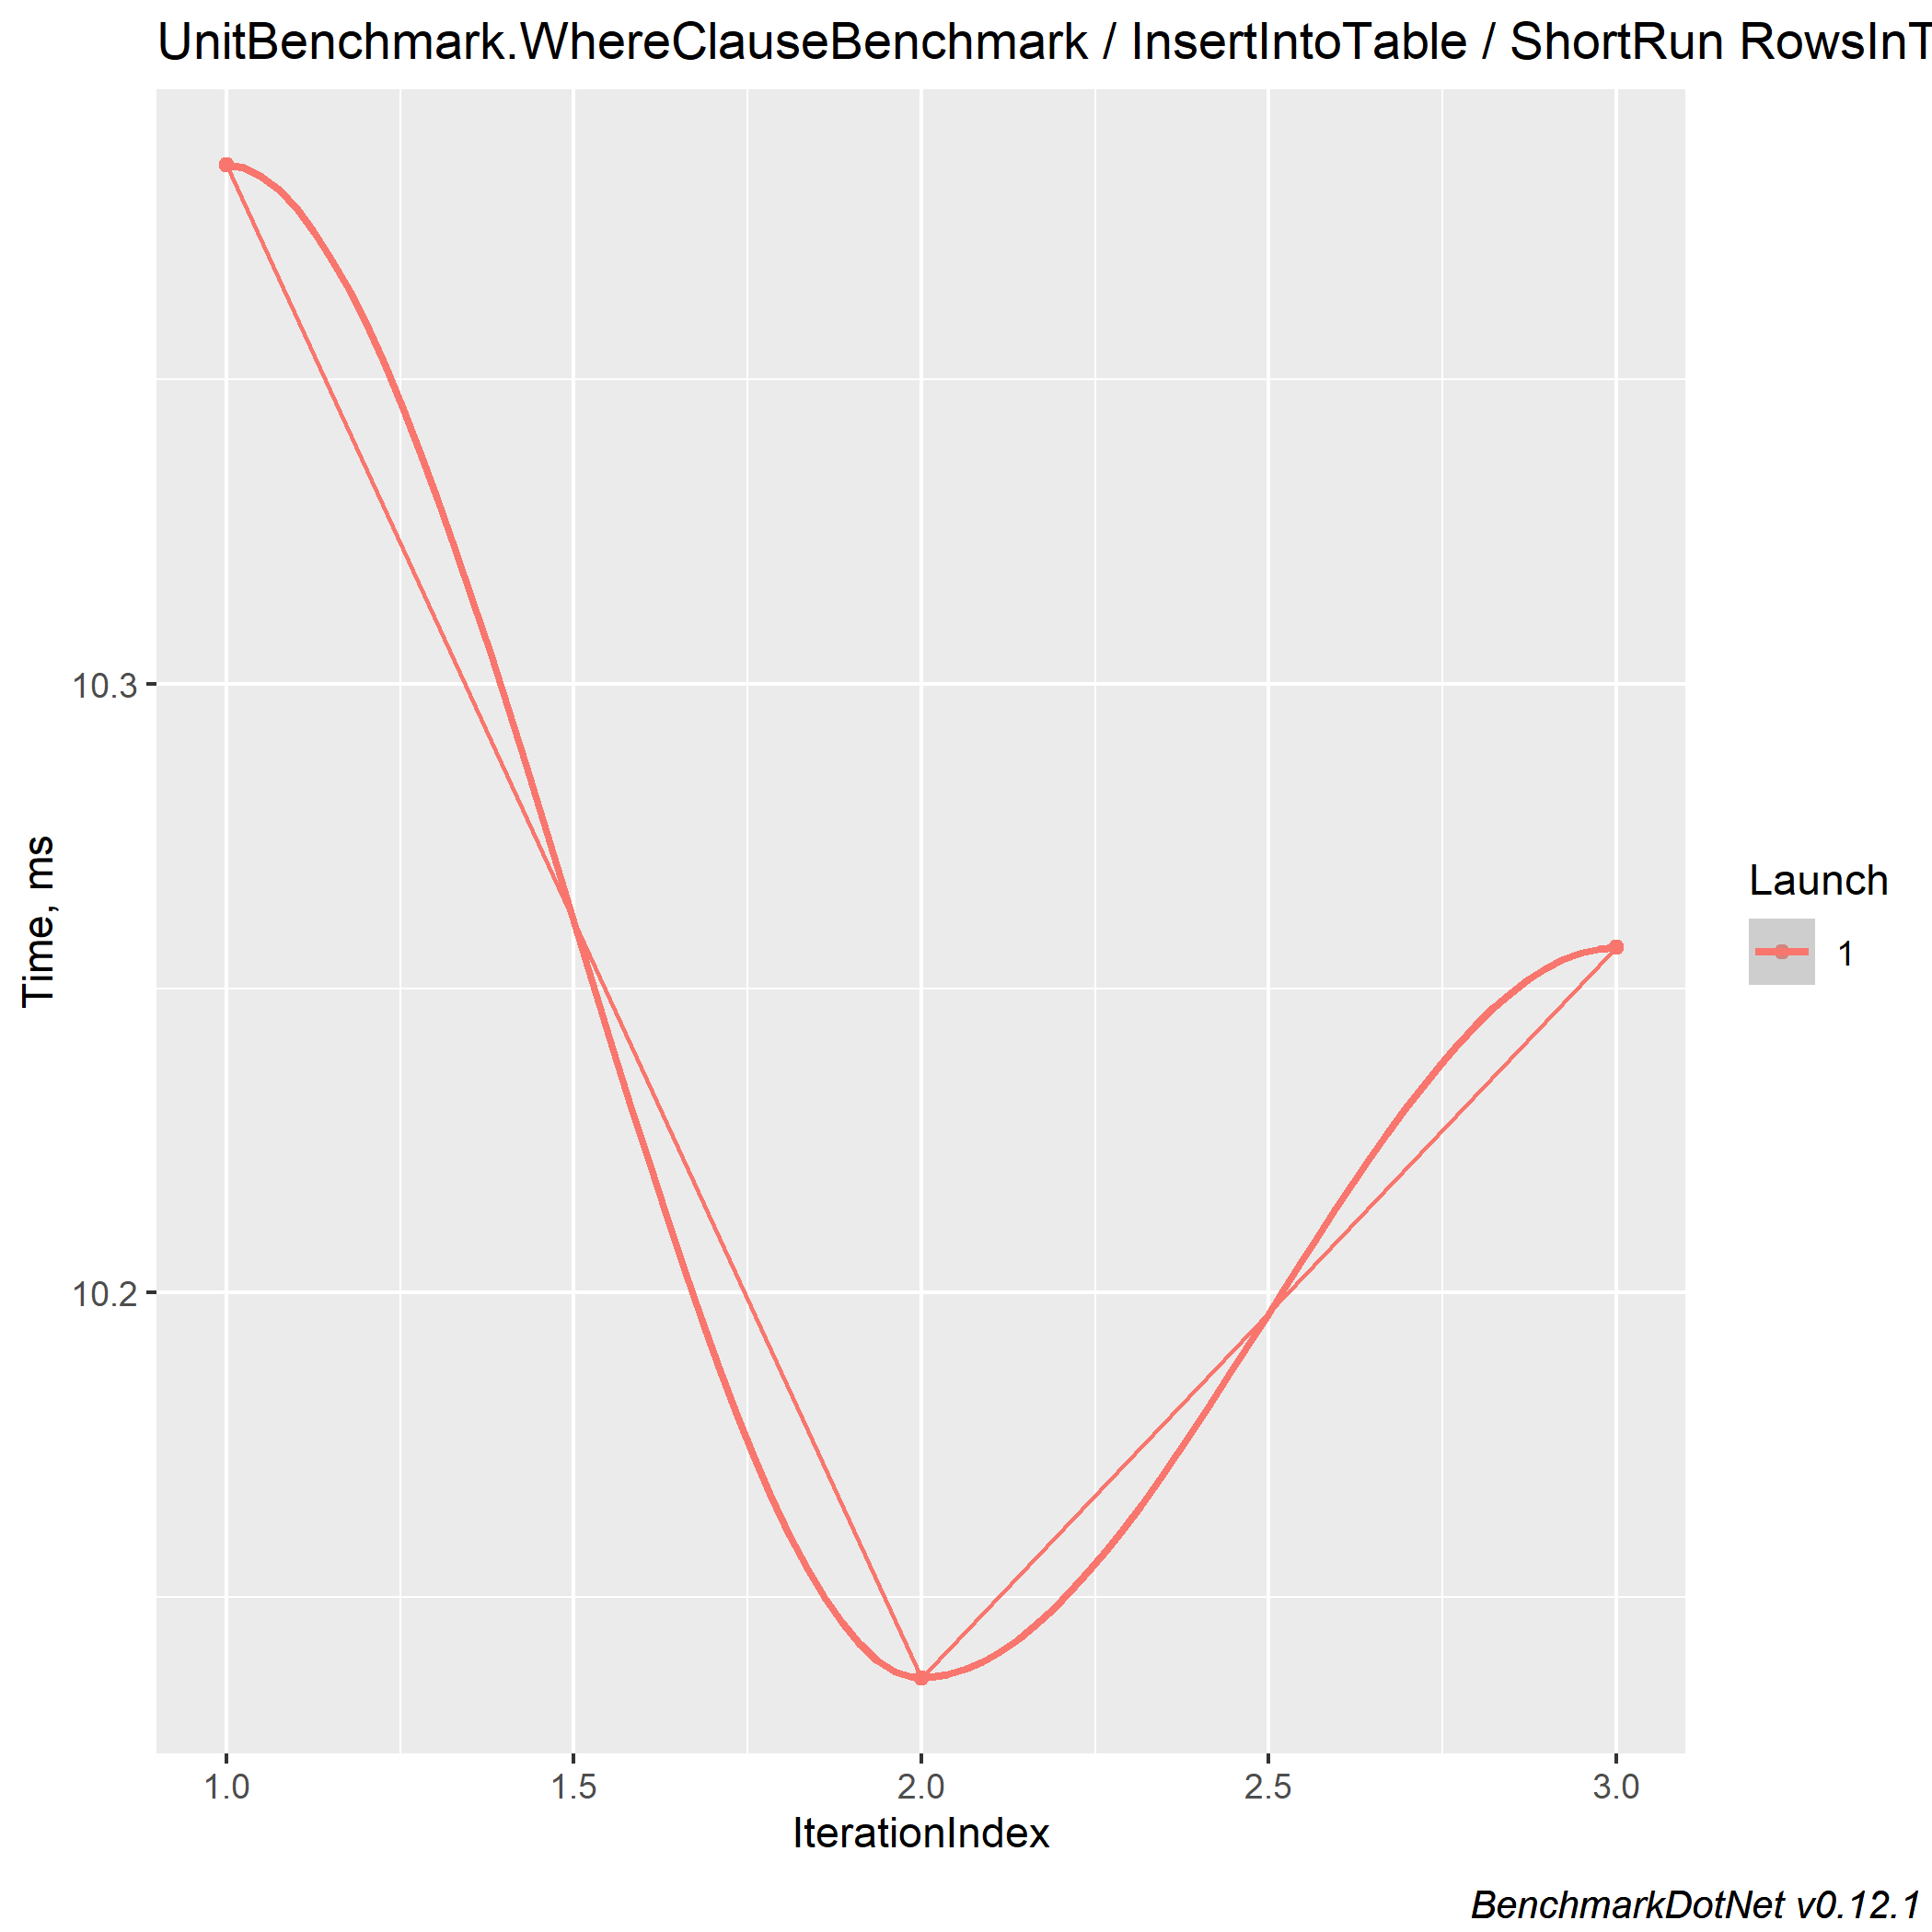 UnitBenchmark.WhereClauseBenchmark / InsertIntoTable / ShortRun RowsInT
10.3
10.2
Time, ms
1.0 1.5 2.0 2.5 3.0
IterationIndex
Launch
1
BenchmarkDotNet v0.12.1